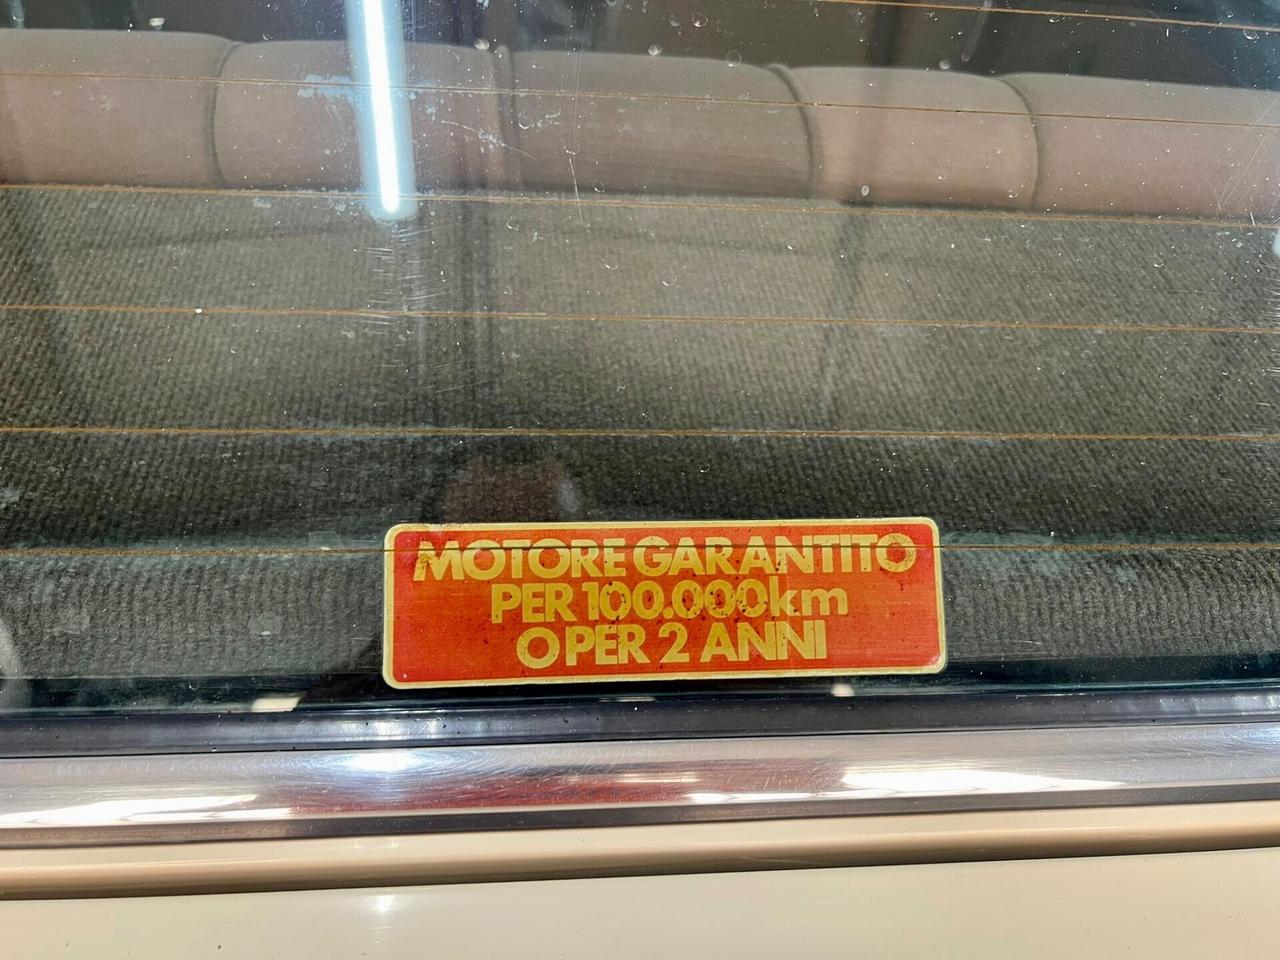 MOTORE GARANTITO
PER 100.000km
O PER 2 ANNI